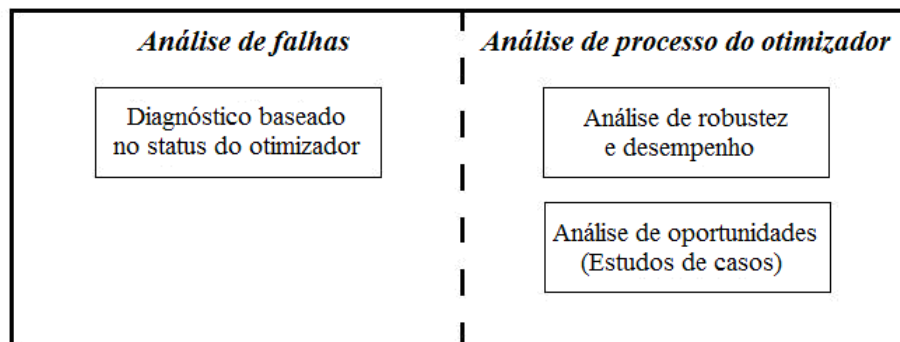 Análise de falhas
Diagnóstico baseado
no status do otimizador
Análise de processo do otimizador
Análise de robustez
e desempenho
Análise de oportunidades
(Estudos de casos)